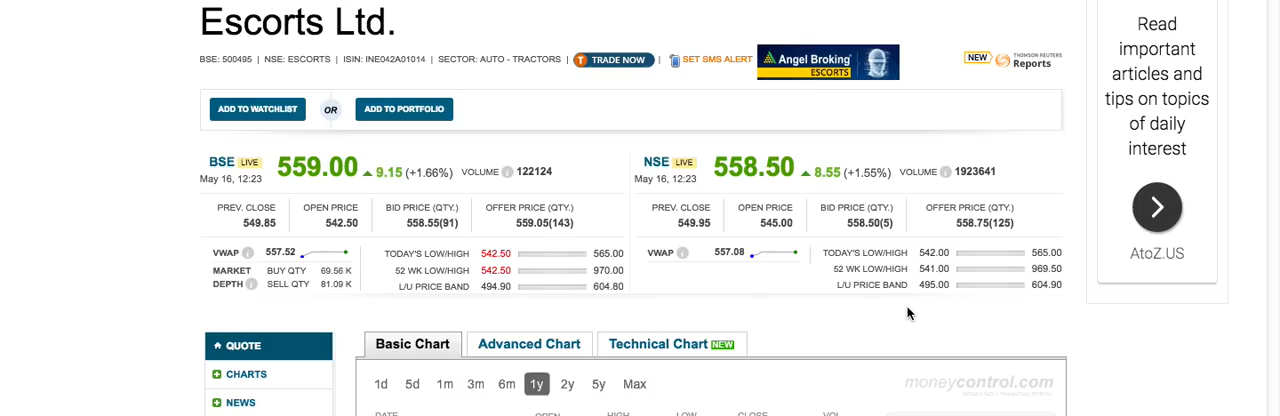 Escorts Ltd.
BSE: 500495 | NSE: ESCORTS | ISIN: INE042A01014 | SECTOR: AUTO - TRACTORS | T TRADE NOW | SET SMS ALERT
Angel Broking
ESCORTS
NEW THOMSON REUTERS
Reports
ADD TO WATCHLIST OR ADD TO PORTFOLIO
BSE LIVE 559.00 9.15 (+1.66%) VOLUME i 122124
May 16, 12:23
PREV. CLOSE OPEN PRICE BID PRICE (QTY.) OFFER PRICE (QTY.)
549.85 542.50 558.55(91) 559.05(143)
VWAP i 557.52
MARKET BUY QTY 69.56 K
DEPTH i SELL QTY 81.09 K
TODAY'S LOW/HIGH 542.50 565.00
52 WK LOW/HIGH 542.50 970.00
L/U PRICE BAND 494.90 604.80
NSE LIVE 558.50 8.55 (+1.55%) VOLUME i 1923641
May 16, 12:23
PREV. CLOSE OPEN PRICE BID PRICE (QTY.) OFFER PRICE (QTY.)
549.95 545.00 558.50(5) 558.75(125)
VWAP i 557.08
TODAY'S LOW/HIGH 542.00 565.00
52 WK LOW/HIGH 541.00 969.50
L/U PRICE BAND 495.00 604.90
Read
important
articles and
tips on topics
of daily
interest
AtoZ.US
QUOTE
CHARTS
NEWS
Basic Chart Advanced Chart Technical Chart NEW
1d 5d 1m 3m 6m 1y 2y 5y Max
moneycontrol.com
DATE OPEN HIGH LOW CLOSE VOL